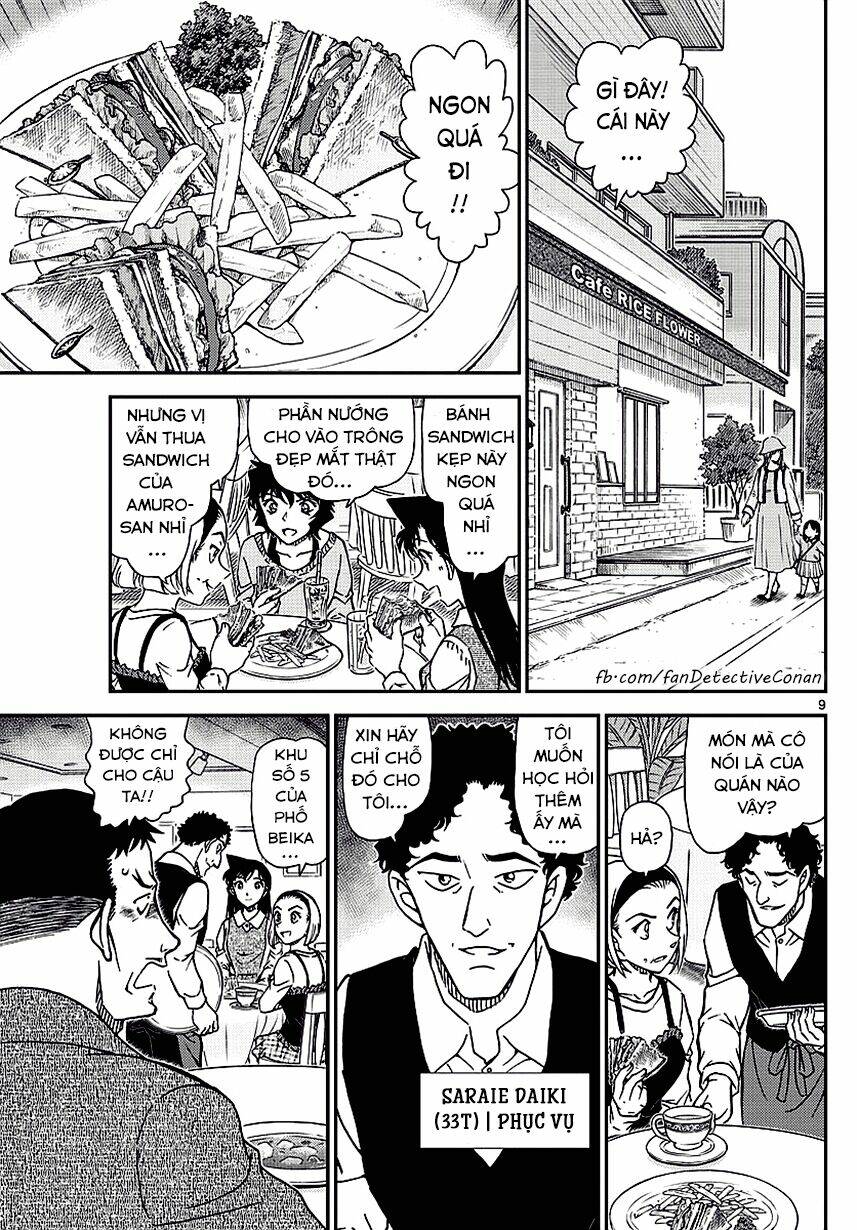 GÌ ĐÂY!
CÁI NÀY
...
Cafe RICE FLOWER
NGON
QUÁ
ĐI
!!
BÁNH
SANDWICH
KẸP NÀY
NGON
QUÁ
NHỈ
PHẦN NƯỚNG
CHO VÀO TRÔNG
ĐẸP MẮT THẬT
ĐÓ...
NHƯNG VỊ
VẪN THUA
SANDWICH
CỦA
AMURO-
SAN NHỈ
...
fb.com/fanDetectiveConan
9
MÓN MÀ CÔ
NÓI LÀ CỦA
QUÁN NÀO
VẬY?
HẢ?
TÔI
MUỐN
HỌC HỎI
THÊM
ẤY MÀ
XIN HÃY
CHỈ CHỖ
ĐÓ CHO
TÔI...
SARAIE DAIKI
(33T) | PHỤC VỤ
KHU
SỐ 5
CỦA
PHỐ
BEIKA
...
KHÔNG
ĐƯỢC CHỈ
CHO CẬU
TA!!